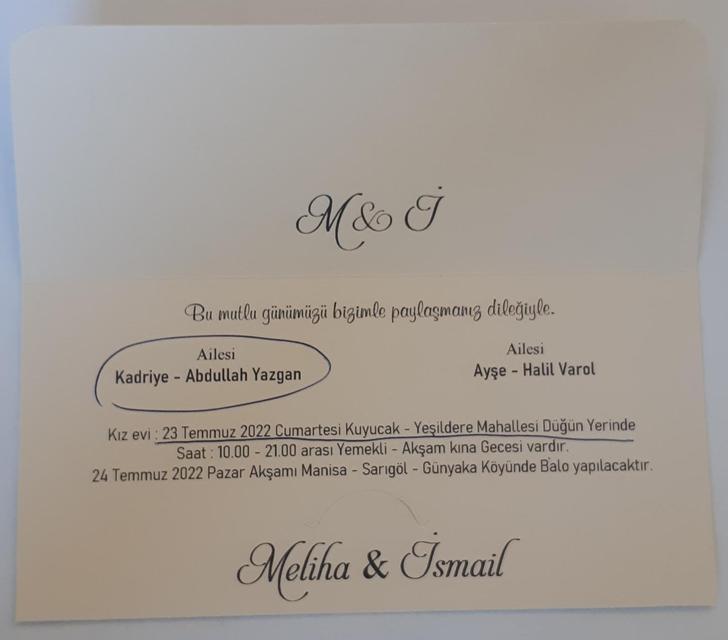 M & İ
Bu mutlu günümüzü bizimle paylaşmanız dileğiyle.
Ailesi
Kadriye - Abdullah Yazgan
Ailesi
Ayşe - Halil Varol
Kız evi : 23 Temmuz 2022 Cumartesi Kuyucak - Yeşildere Mahallesi Düğün Yerinde
Saat : 10.00 - 21.00 arası Yemekli - Akşam kına Gecesi vardır.
24 Temmuz 2022 Pazar Akşamı Manisa - Sarıgöl - Günyaka Köyünde Balo yapılacaktır.
Meliha & İsmail